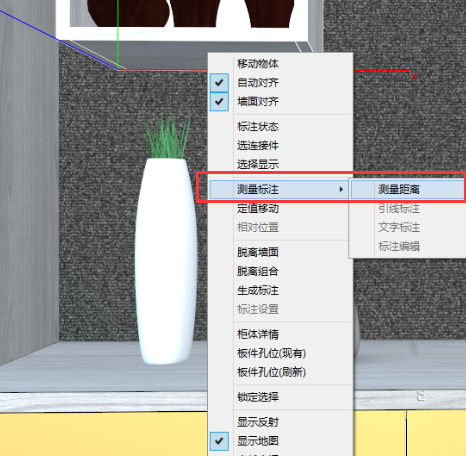 移动物体
自动对齐
墙面对齐
标注状态
选连接件
选择显示
测量标注
测量距离
定值移动
引线标注
相对位置
文字标注
标注编辑
脱离墙面
脱离组合
生成标注
标注设置
柜体详情
板件孔位(现有)
板件孔位(刷新)
锁定选择
显示反射
显示地图